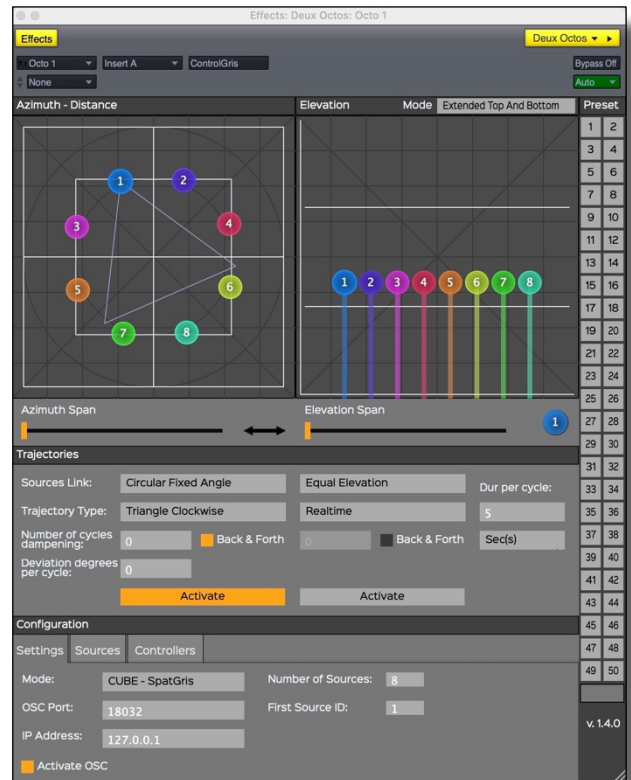 Effects: Deux Octos: Octo 1
Effects
Deux Octos
Octo 1
Insert A
ControlGris
Bypass Off
None
Auto
Azimuth - Distance
Elevation
Mode
Extended Top And Bottom
Preset
1 2
3 4
5 6
7 8
9 10
11 12
13 14
15 16
17 18
19 20
21 22
23 24
25 26
27 28
29 30
31 32
33 34
35 36
37 38
39 40
41 42
43 44
45 46
47 48
49 50
1
2
3
4
5
6
7
8
1 2 3 4 5 6 7 8
Azimuth Span
Elevation Span
1
Trajectories
Sources Link:
Circular Fixed Angle
Equal Elevation
Dur per cycle:
Trajectory Type:
Triangle Clockwise
Realtime
5
Number of cycles
dampening:
0
Back & Forth
0
Back & Forth
Sec(s)
Deviation degrees
per cycle:
0
Activate
Activate
Configuration
Settings Sources Controllers
Mode:
CUBE - SpatGris
Number of Sources:
8
OSC Port:
18032
First Source ID:
1
IP Address:
127.0.0.1
Activate OSC
v. 1.4.0